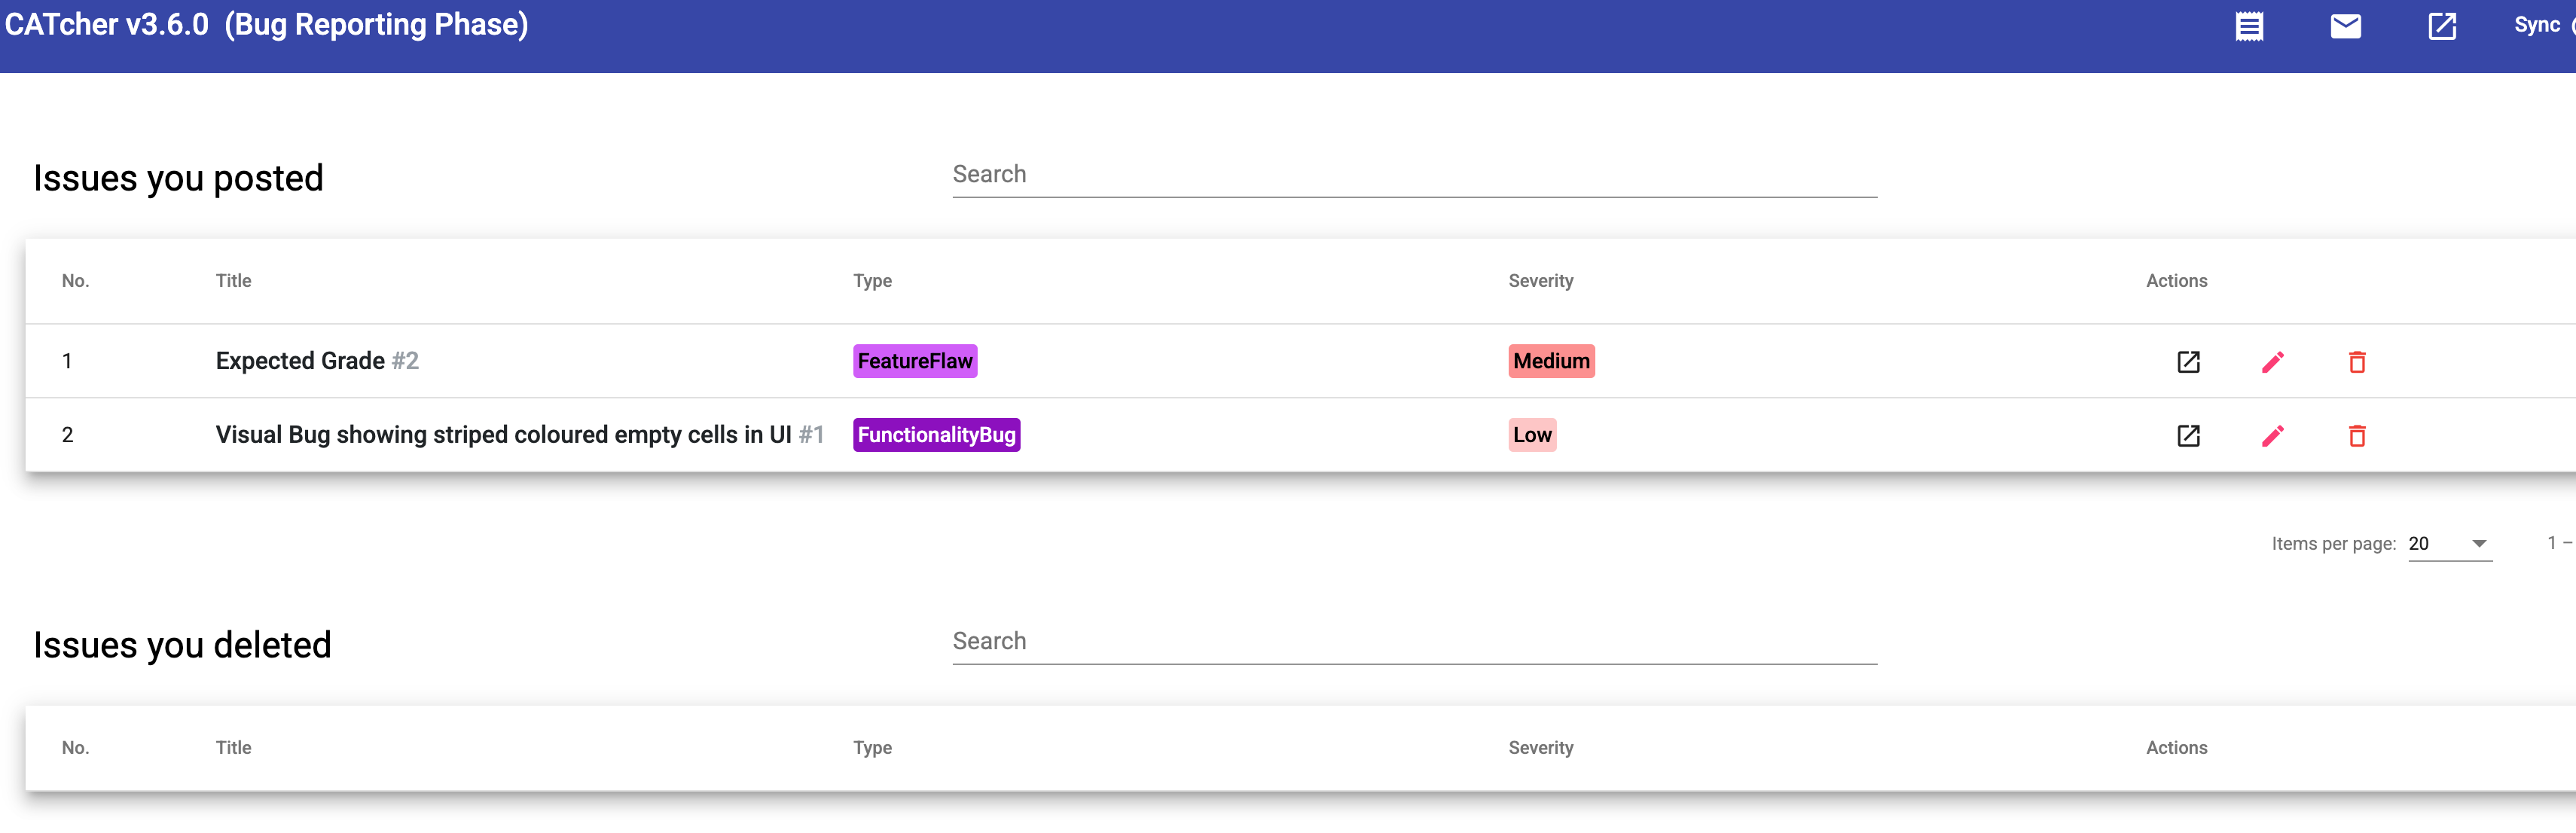 CATcher v3.6.0 (Bug Reporting Phase) Sync
Issues you posted Search
No. Title Type Severity Actions
1 Expected Grade #2 FeatureFlaw Medium
2 Visual Bug showing striped coloured empty cells in UI #1 FunctionalityBug Low
Items per page: 20 1 –
Issues you deleted Search
No. Title Type Severity Actions